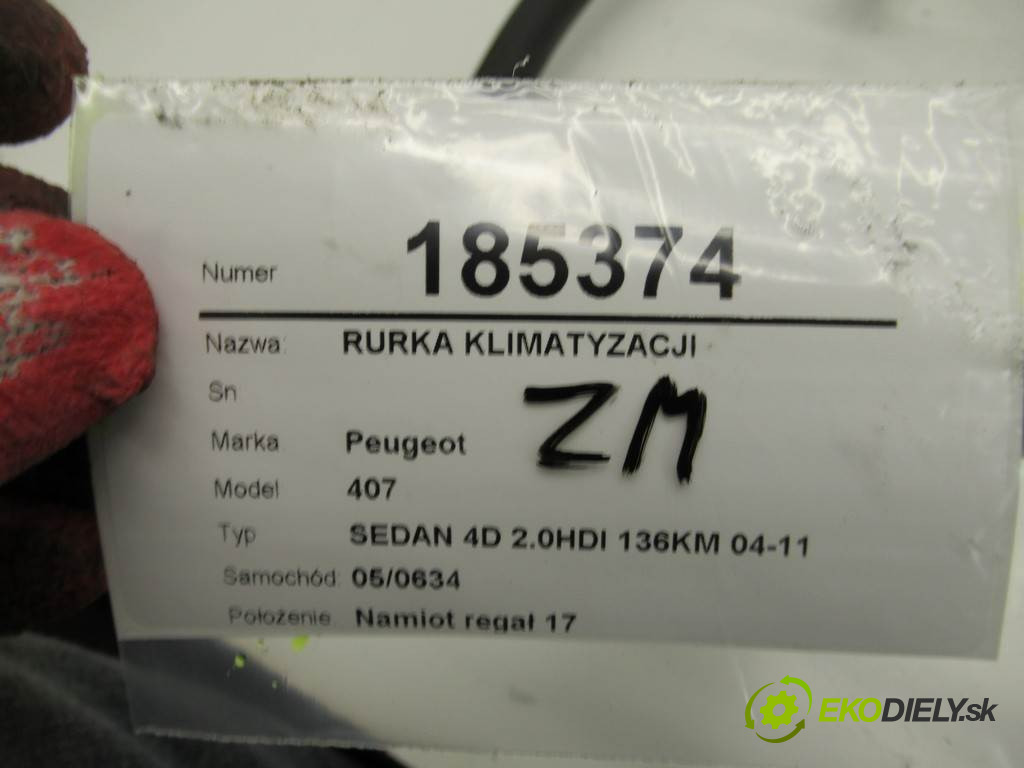 Numer 185374
Nazwa: RURKA KLIMATYZACJI
Sn
ZM
Marka Peugeot
Model 407
Typ SEDAN 4D 2.0HDI 136KM 04-11
Samochód: 05/0634
Położenie Namiot regał 17
EKODIELY.sk